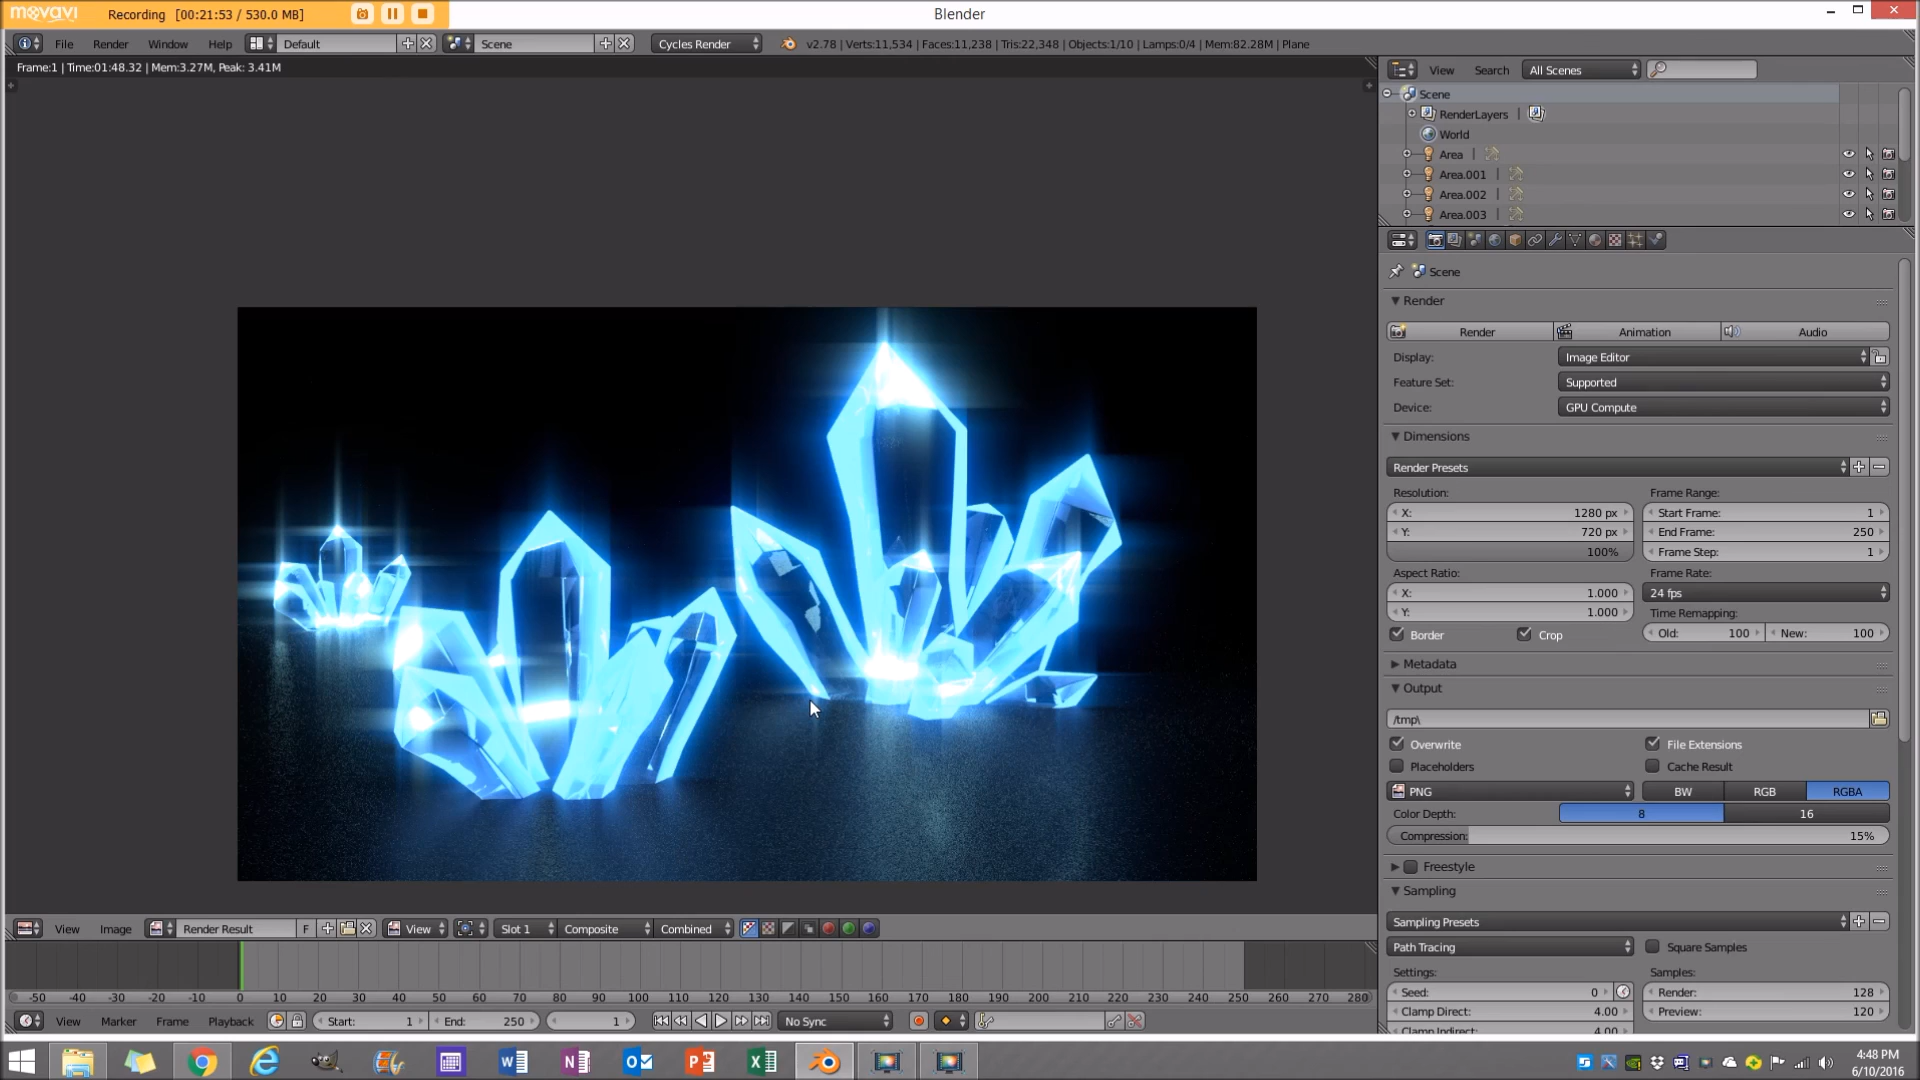 movavi Recording [00:21:53 / 530.0 MB]
Blender
File Render Window Help Default Scene Cycles Render v2.78 | Verts:11,534 | Faces:11,238 | Tris:22,348 | Objects:1/10 | Lamps:0/4 | Mem:82.28M | Plane
Frame:1 | Time:01:48.32 | Mem:3.27M, Peak: 3.41M
View Search All Scenes
Scene
RenderLayers |
World
Area |
Area.001 |
Area.002 |
Area.003 |
Scene
Render
Render Animation Audio
Display: Image Editor
Feature Set: Supported
Device: GPU Compute
Dimensions
Render Presets
Resolution: Frame Range:
X: 1280 px Start Frame: 1
Y: 720 px End Frame: 250
100% Frame Step: 1
Aspect Ratio: Frame Rate:
X: 1.000 24 fps
Y: 1.000 Time Remapping:
Border Crop Old: 100 New: 100
Metadata
Output
/tmp\
Overwrite File Extensions
Placeholders Cache Result
PNG BW RGB RGBA
Color Depth: 8 16
Compression: 15%
Freestyle
Sampling
Sampling Presets
Path Tracing Square Samples
Settings: Samples:
Seed: 0 Render: 128
Clamp Direct: 4.00 Preview: 120
Clamp Indirect: 4.00
View Image Render Result F View Slot 1 Composite Combined
-50 -40 -30 -20 -10 0 10 20 30 40 50 60 70 80 90 100 110 120 130 140 150 160 170 180 190 200 210 220 230 240 250 260 270 280
View Marker Frame Playback Start: 1 End: 250 1 No Sync
4:48 PM
6/10/2016